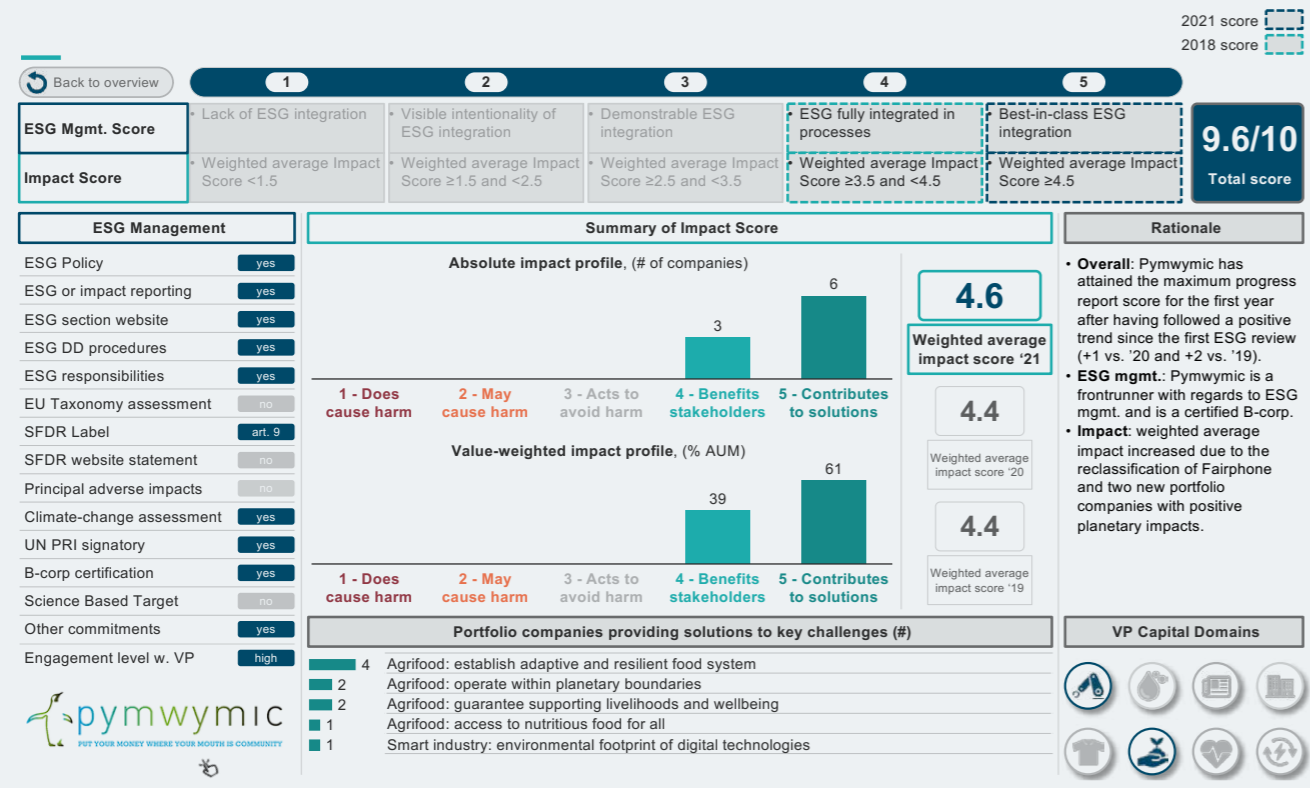 2021 score
2018 score
Back to overview
1
2
3
4
5
ESG Mgmt. Score
• Lack of ESG integration
• Visible intentionality of
ESG integration
• Demonstrable ESG
integration
• ESG fully integrated in
processes
• Best-in-class ESG
integration
Impact Score
• Weighted average Impact
Score <1.5
• Weighted average Impact
Score ≥1.5 and <2.5
• Weighted average Impact
Score ≥2.5 and <3.5
• Weighted average Impact
Score ≥3.5 and <4.5
• Weighted average Impact
Score ≥4.5
9.6/10
Total score
ESG Management
ESG Policy yes
ESG or impact reporting yes
ESG section website yes
ESG DD procedures yes
ESG responsibilities yes
EU Taxonomy assessment no
SFDR Label art. 9
SFDR website statement no
Principal adverse impacts no
Climate-change assessment yes
UN PRI signatory yes
B-corp certification yes
Science Based Target no
Other commitments yes
Engagement level w. VP high
pymwymic
PUT YOUR MONEY WHERE YOUR MOUTH IS COMMUNITY
Summary of Impact Score
Absolute impact profile, (# of companies)
3
6
1 - Does
cause harm
2 - May
cause harm
3 - Acts to
avoid harm
4 - Benefits
stakeholders
5 - Contributes
to solutions
Value-weighted impact profile, (% AUM)
39
61
1 - Does
cause harm
2 - May
cause harm
3 - Acts to
avoid harm
4 - Benefits
stakeholders
5 - Contributes
to solutions
4.6
Weighted average
impact score ‘21
4.4
Weighted average
impact score ‘20
4.4
Weighted average
impact score ‘19
Portfolio companies providing solutions to key challenges (#)
4 Agrifood: establish adaptive and resilient food system
2 Agrifood: operate within planetary boundaries
2 Agrifood: guarantee supporting livelihoods and wellbeing
1 Agrifood: access to nutritious food for all
1 Smart industry: environmental footprint of digital technologies
Rationale
• Overall: Pymwymic has
attained the maximum progress
report score for the first year
after having followed a positive
trend since the first ESG review
(+1 vs. ’20 and +2 vs. ’19).
• ESG mgmt.: Pymwymic is a
frontrunner with regards to ESG
mgmt. and is a certified B-corp.
• Impact: weighted average
impact increased due to the
reclassification of Fairphone
and two new portfolio
companies with positive
planetary impacts.
VP Capital Domains